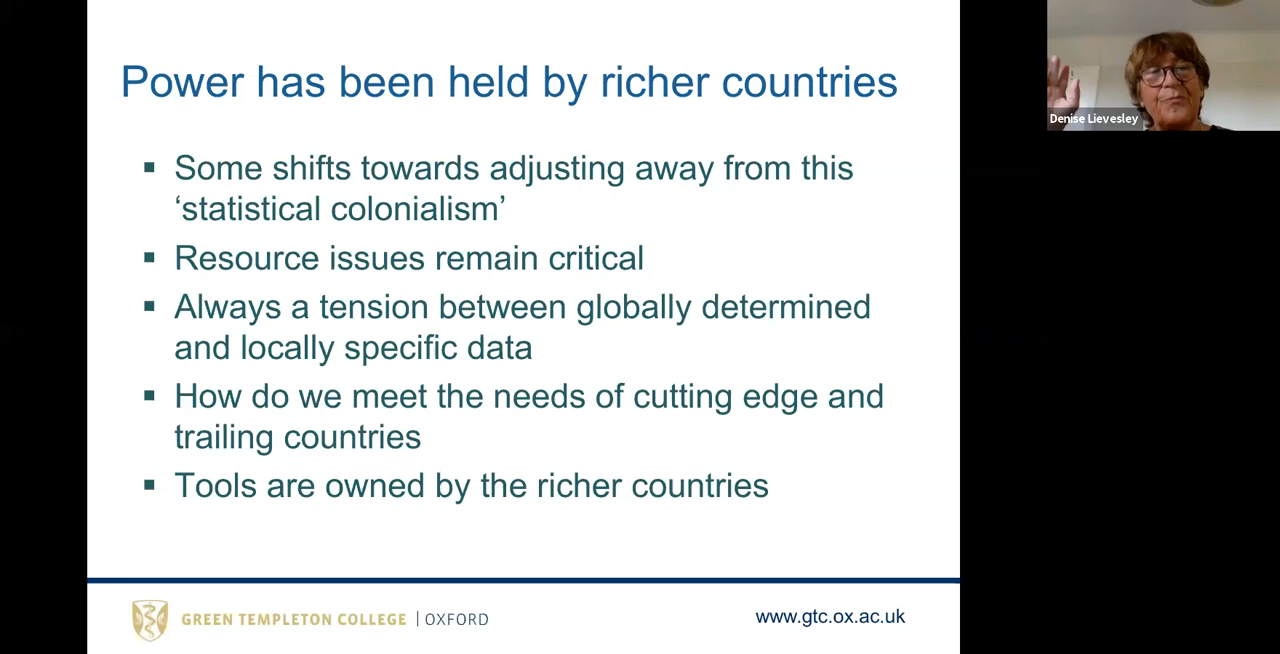 Power has been held by richer countries
▪ Some shifts towards adjusting away from this
‘statistical colonialism’
▪ Resource issues remain critical
▪ Always a tension between globally determined
and locally specific data
▪ How do we meet the needs of cutting edge and
trailing countries
▪ Tools are owned by the richer countries
GREEN TEMPLETON COLLEGE | OXFORD
www.gtc.ox.ac.uk
Denise Lievesley